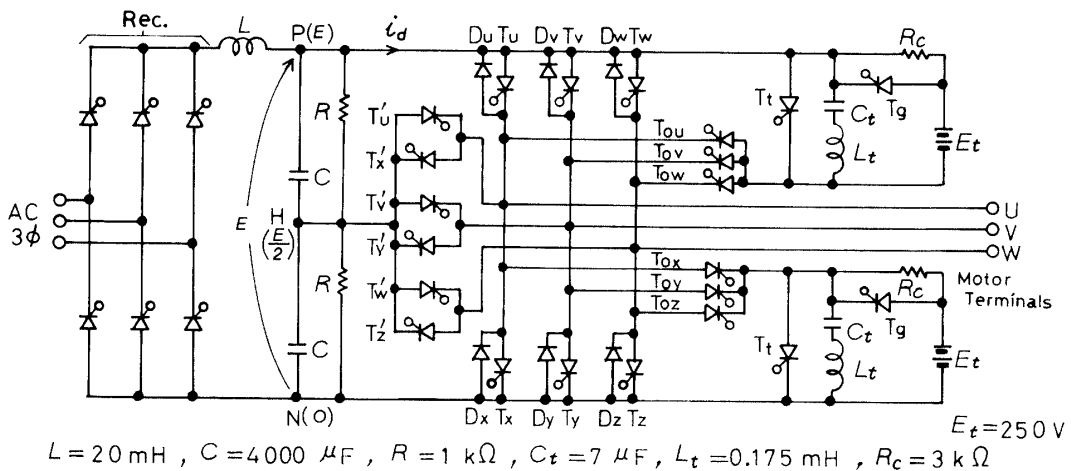 Rec.
L
P(E)
i_d
Du Tu
Dv Tv
Dw Tw
Rc
Tt
Ct
Tg
Lt
Et
R
C
T'u
T'x
T'v
T'y
T'w
T'z
Tou
Tov
Tow
AC
3ϕ
E
H
(E/2)
U
V
W
Motor
Terminals
R
C
Tox
Toy
Toz
Rc
Tt
Ct
Tg
Lt
Et
N(O)
Dx Tx
Dy Ty
Dz Tz
Et=250 V
L=20 mH , C=4000 μF , R=1 kΩ , Ct=7 μF, Lt=0.175 mH , Rc=3 kΩ